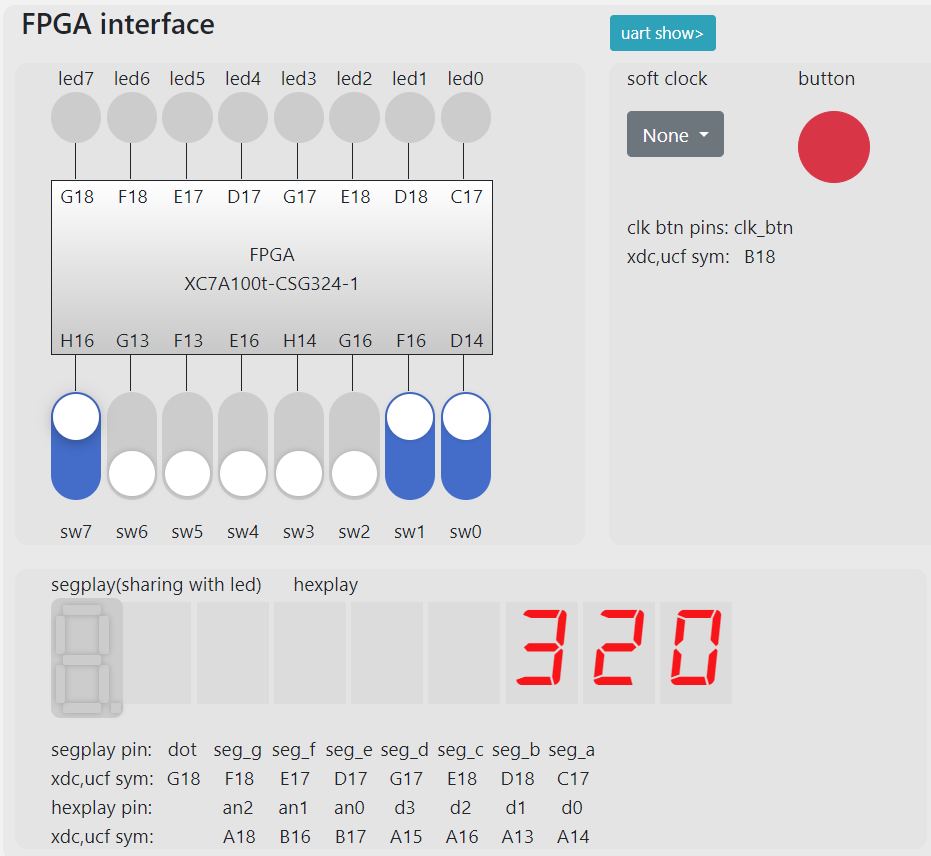 FPGA interface
uart show>
led7 led6 led5 led4 led3 led2 led1 led0
soft clock button
None
G18 F18 E17 D17 G17 E18 D18 C17
clk btn pins: clk_btn
FPGA
xdc,ucf sym: B18
XC7A100t-CSG324-1
H16 G13 F13 E16 H14 G16 F16 D14
sw7 sw6 sw5 sw4 sw3 sw2 sw1 sw0
segplay(sharing with led) hexplay
320
segplay pin: dot seg_g seg_f seg_e seg_d seg_c seg_b seg_a
xdc,ucf sym: G18 F18 E17 D17 G17 E18 D18 C17
hexplay pin: an2 an1 an0 d3 d2 d1 d0
xdc,ucf sym: A18 B16 B17 A15 A16 A13 A14